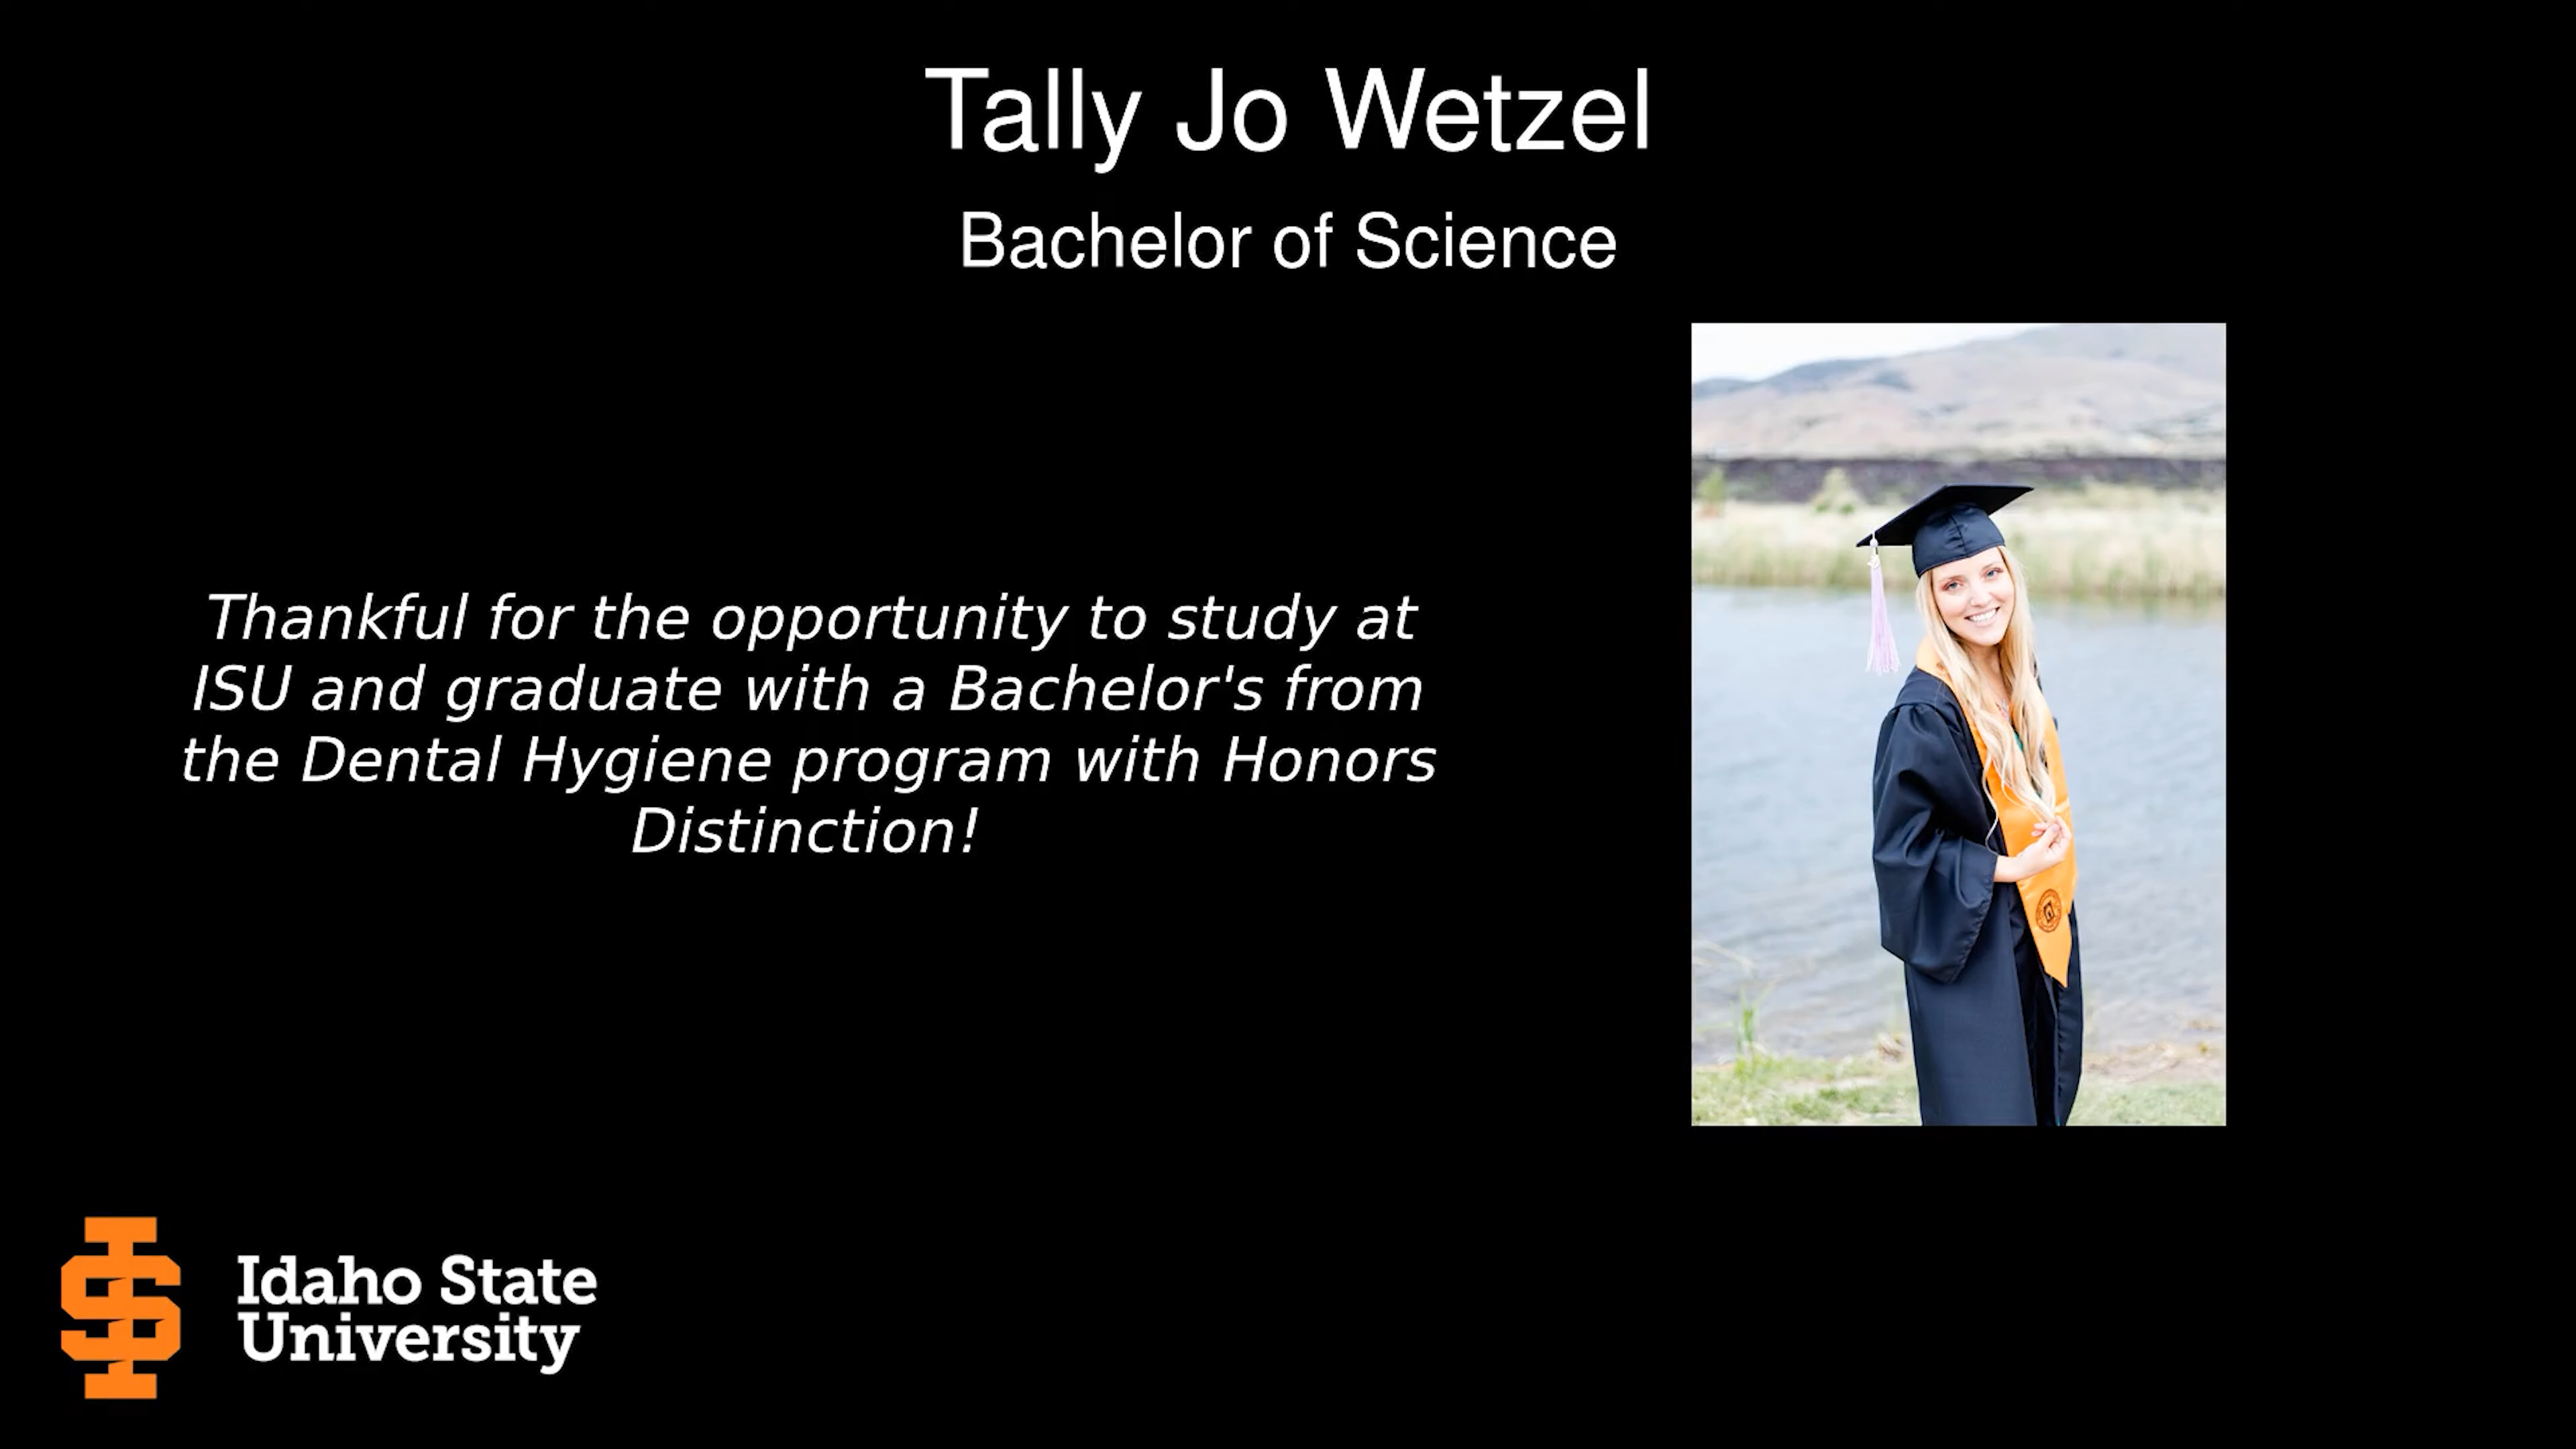 Tally Jo Wetzel
Bachelor of Science
Thankful for the opportunity to study at
ISU and graduate with a Bachelor's from
the Dental Hygiene program with Honors
Distinction!
Idaho State
University